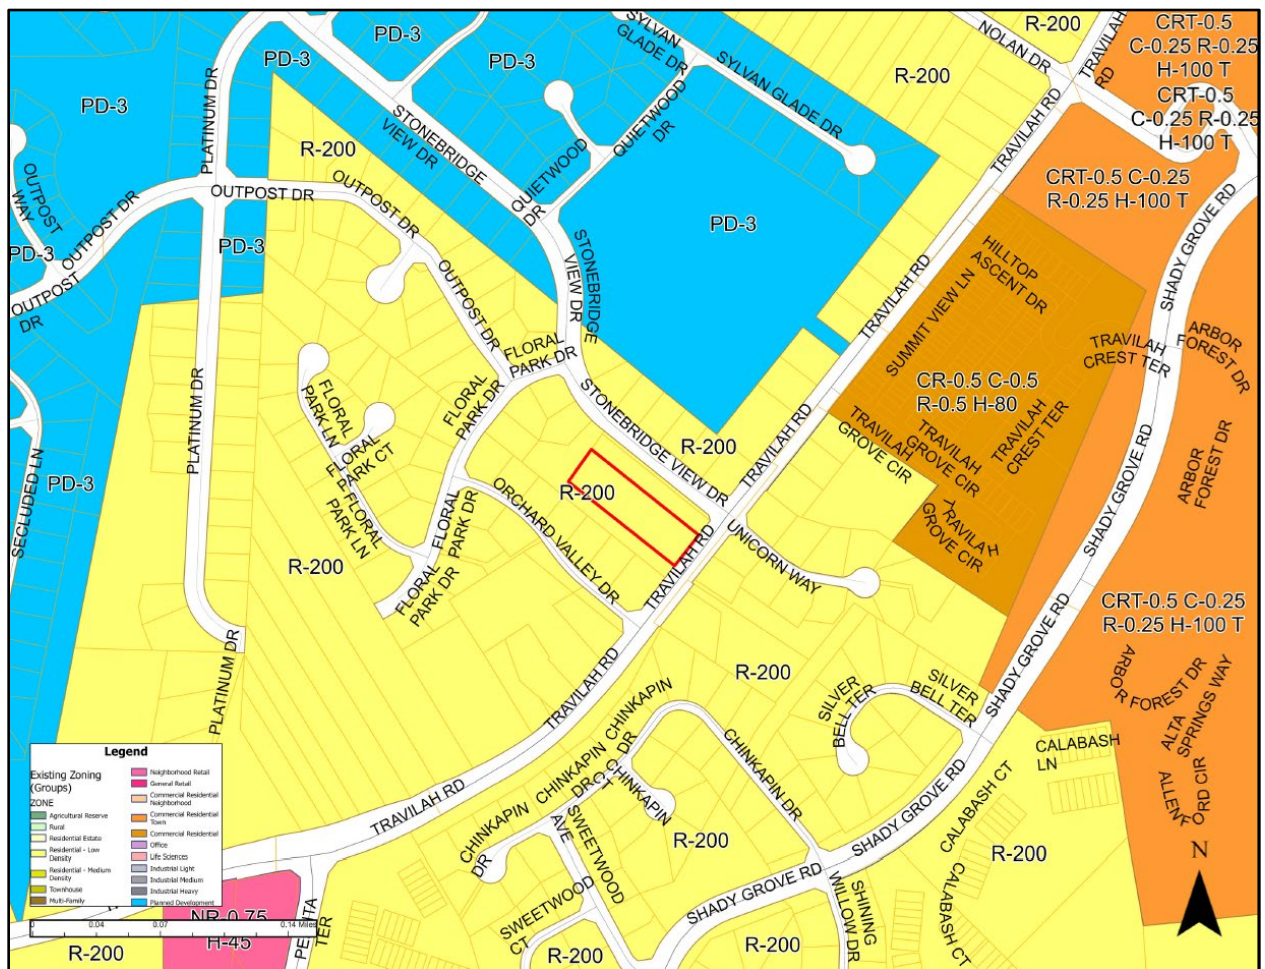 R-200
CRT-0.5
C-0.25 R-0.25
H-100 T
CRT-0.5
C-0.25 R-0.25
H-100 T
NOLAN DR
TRAVILAH
RD
SYLVAN
GLADE DR
SYLVAN GLADE DR
PD-3
PD-3
PD-3
PD-3
R-200
PLATINUM DR
STONEBRIDGE
VIEW DR
QUIETWOOD
DR
QUIETWOOD
DR
TRAVILAH RD
R-200
OUTPOST
WAY
OUTPOST DR
OUTPOST DR
OUTPOST DR
CRT-0.5 C-0.25
R-0.25 H-100 T
SHADY GROVE RD
PD-3
PD-3
PD-3
OUTPOST
DR
STONEBRIDGE
VIEW DR
HILLTOP
ASCENT DR
SUMMIT VIEW LN
TRAVILAH RD
OUTPOST DR
FLORAL
PARK DR
TRAVILAH
CREST TER
ARBOR
FOREST DR
CR-0.5 C-0.5
R-0.5 H-80
PLATINUM DR
FLORAL
PARK LN
FLORAL
PARK CT
FLORAL
PARK DR
STONEBRIDGE VIEW DR
TRAVILAH RD
R-200
TRAVILAH
GROVE CIR
TRAVILAH
GROVE CIR
TRAVILAH
CREST TER
ARBOR
FOREST DR
SHADY GROVE RD
SECLUDED LN
PD-3
FLORAL
PARK LN
FLORAL
PARK DR
ORCHARD VALLEY DR
R-200
UNICORN WAY
TRAVILAH
GROVE CIR
R-200
FLORAL
PARK DR
TRAVILAH RD
CRT-0.5 C-0.25
R-0.25 H-100 T
SHADY GROVE RD
PLATINUM DR
TRAVILAH RD
R-200
SILVER
BELL TER
SILVER
BELL TER
ARBO
R FOREST DR
ALTA
SPRINGS WAY
CHINKAPIN
DR
CHINKAPIN
CT
CHINKAPIN
CHINKAPIN DR
CALABASH
LN
CALABASH CT
SHADY GROVE RD
ORD CIR
TRAVILAH RD
CHINKAPIN
DR
SWEETWOOD
AVE
R-200
R-200
CALABASH CT
SHADY GROVE RD
SHINING
WILLOW DR
SWEETWOOD
CT
R-200
R-200
N
Legend
Existing Zoning
(Groups)
ZONE
Agricultural Reserve
Rural
Residential Estate
Residential - Low
Density
Residential - Medium
Density
Townhouse
Multi-Family
Neighborhood Retail
General Retail
Commercial Residential
Neighborhood
Commercial Residential
Town
Commercial Residential
Office
Life Sciences
Industrial Light
Industrial Medium
Industrial Heavy
Planned Development
0 0.04 0.07 0.14 Miles
NR-0.75
H-45
TER
R-200